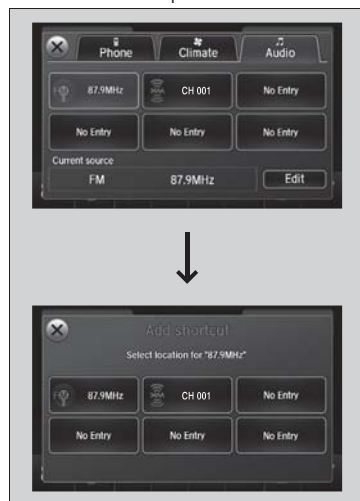 Phone Climate Audio
87.9MHz CH 001 No Entry
No Entry No Entry No Entry
Current source
FM 87.9MHz Edit
Add shortcut
Select location for "87.9MHz"
87.9MHz CH 001 No Entry
No Entry No Entry No Entry